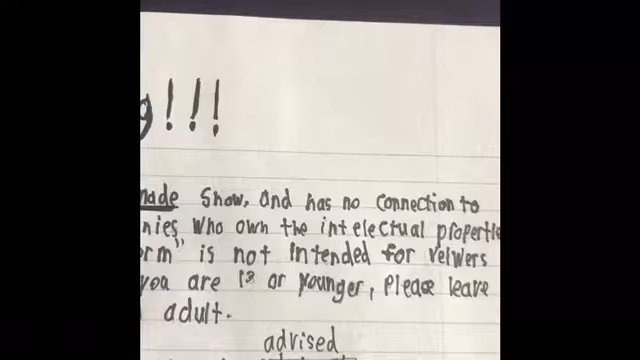 g!!!
made Show, and has no connection to
nies who own the intelectual propertie
orm" is not intended for veiwers
you are 13 or younger, please leave
adult.
advised